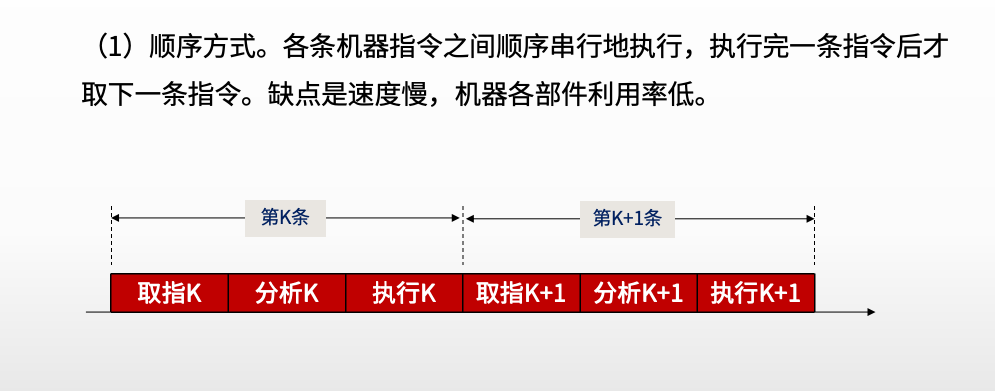 （1）顺序方式。各条机器指令之间顺序串行地执行，执行完一条指令后才
取下一条指令。缺点是速度慢，机器各部件利用率低。
第K条 第K+1条
取指K 分析K 执行K 取指K+1 分析K+1 执行K+1